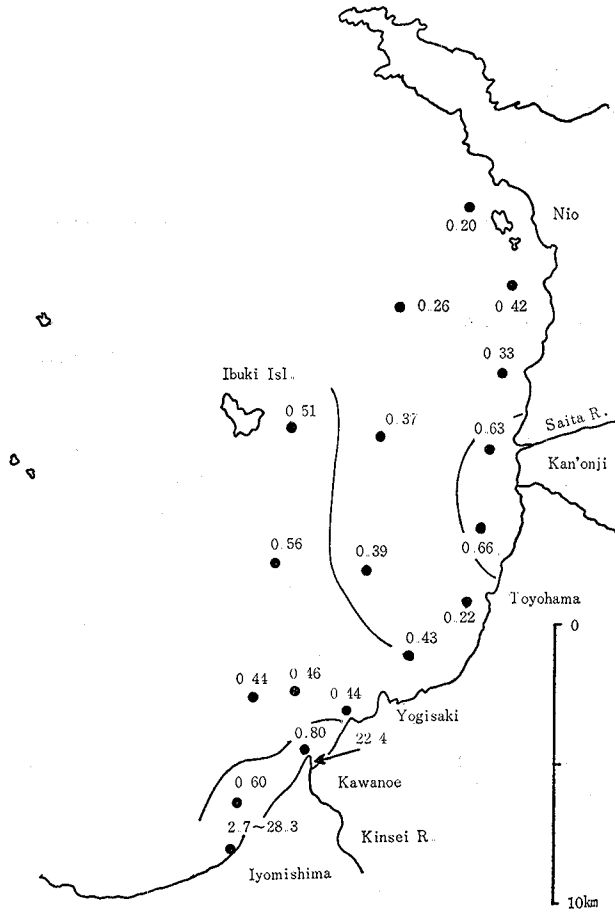 Nio
0.20
0..26
0 42
0 33
Ibuki Isl..
0 51
0..37
0..63
Saita R.
Kan'onji
0..56
0..39
0..66..
Toyohama
0..22
0
0..43
0 44
0 46
0 44
Yogisaki
0.80
22 4
Kawanoe
0 60
Kinsei R..
2..7~28..3
Iyomishima
10km